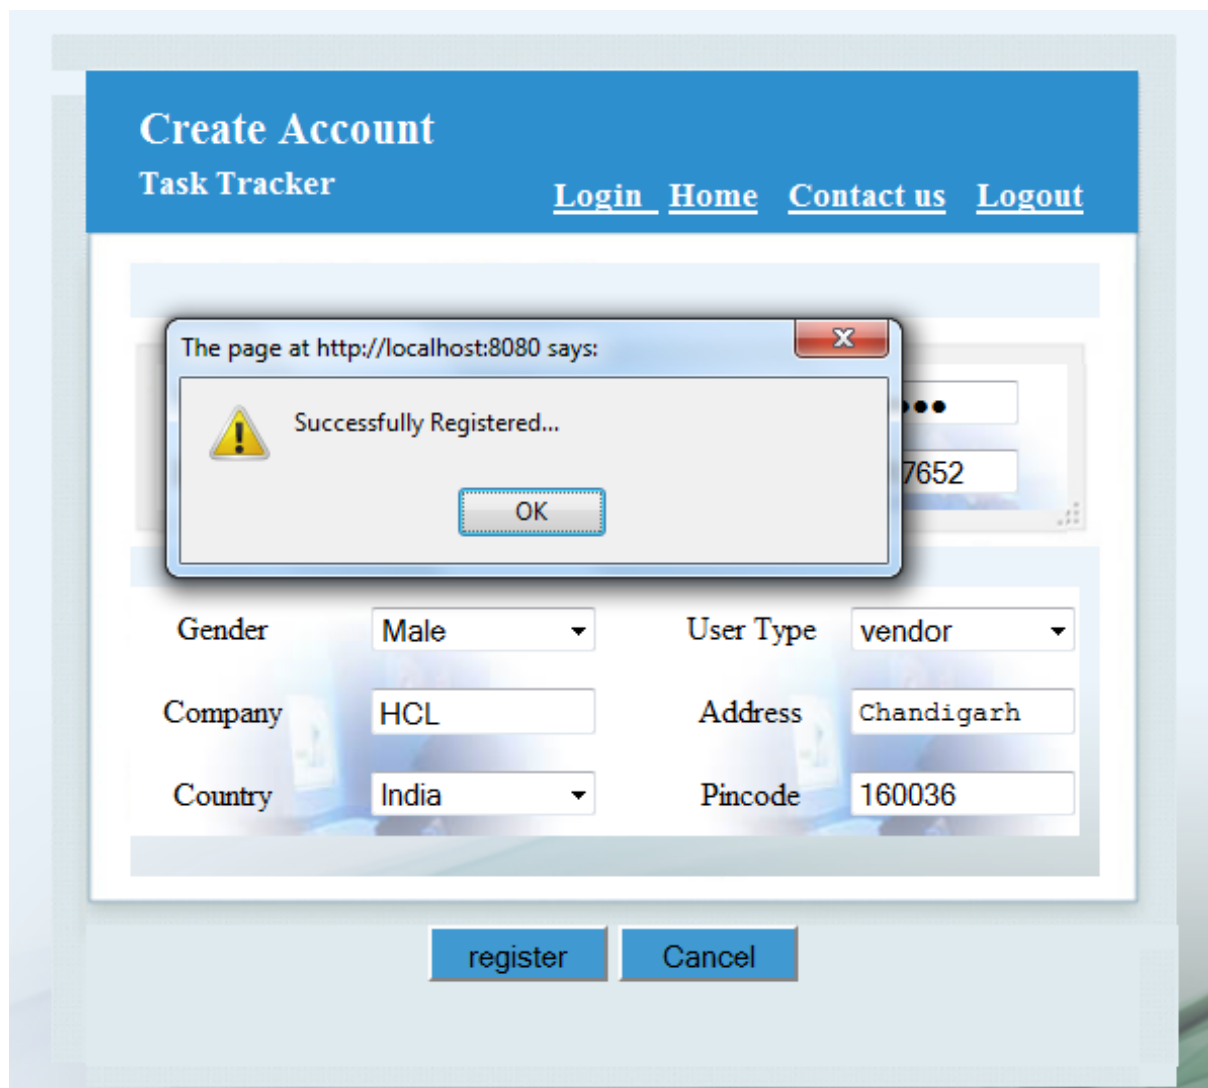 Create Account
Task Tracker
Login Home Contact us Logout
The page at http://localhost:8080 says:
x
Successfully Registered...
•••
7652
OK
Gender Male User Type vendor
Company HCL Address Chandigarh
Country India Pincode 160036
register Cancel